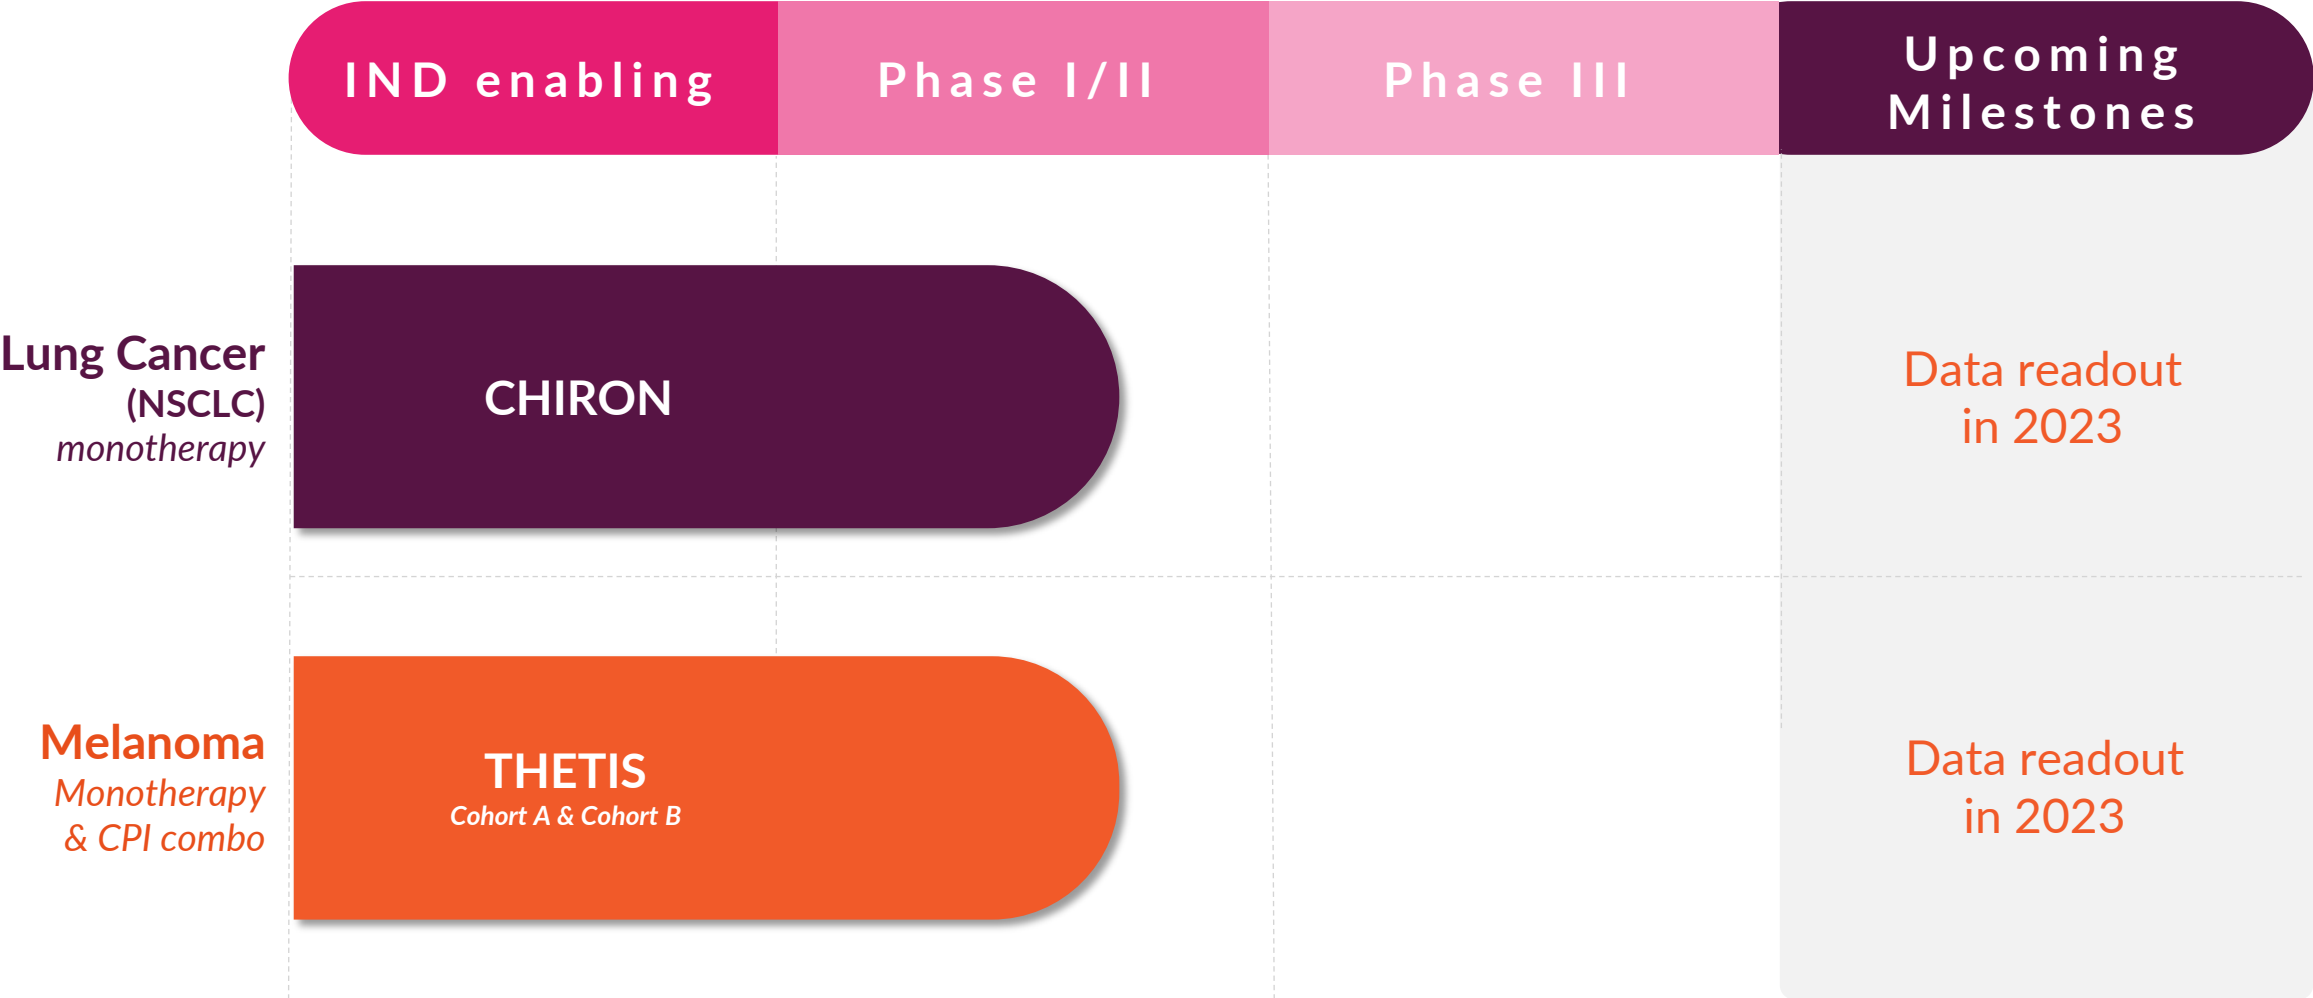 IND enabling
Phase I/II
Phase III
Upcoming
Milestones
Lung Cancer
(NSCLC)
monotherapy
CHIRON
Data readout
in 2023
Melanoma
Monotherapy
& CPI combo
THETIS
Cohort A & Cohort B
Data readout
in 2023